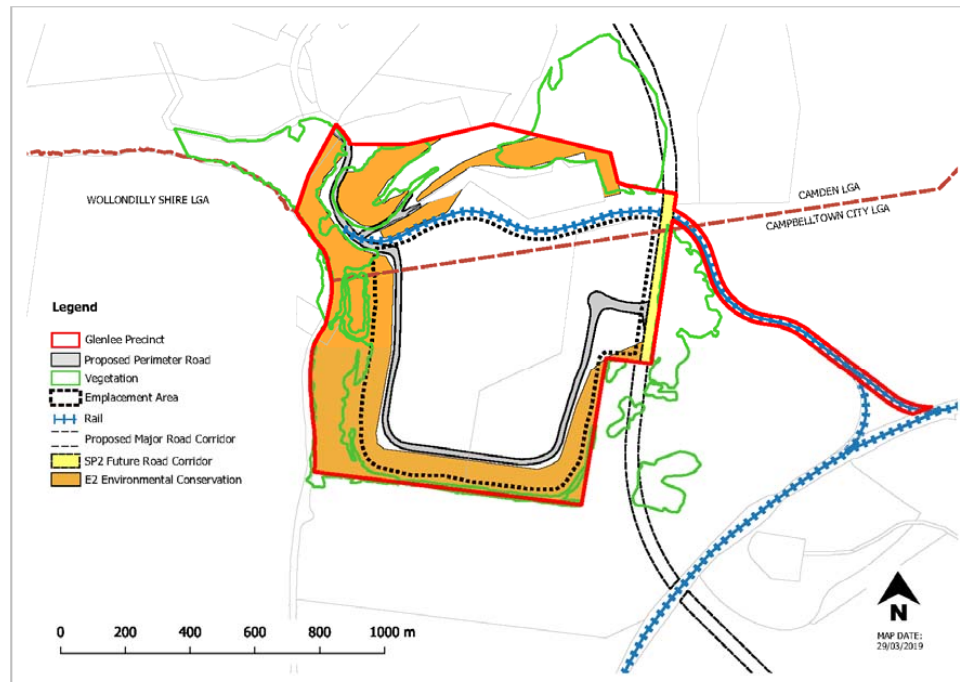 WOLLONDILLY SHIRE LGA
CAMDEN LGA
CAMPBELLTOWN CITY LGA
Legend
Glenlee Precinct
Proposed Perimeter Road
Vegetation
Emplacement Area
Rail
Proposed Major Road Corridor
SP2 Future Road Corridor
E2 Environmental Conservation
0 200 400 600 800 1000 m
N
MAP DATE:
29/03/2019